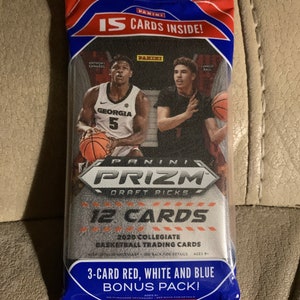 PANINI
15 CARDS INSIDE!
PANINI
GEORGIA
5
PANINI
PRIZM
DRAFT PICKS
12 CARDS
2020 COLLEGIATE
BASKETBALL TRADING CARDS
3-CARD RED, WHITE AND BLUE
BONUS PACK!